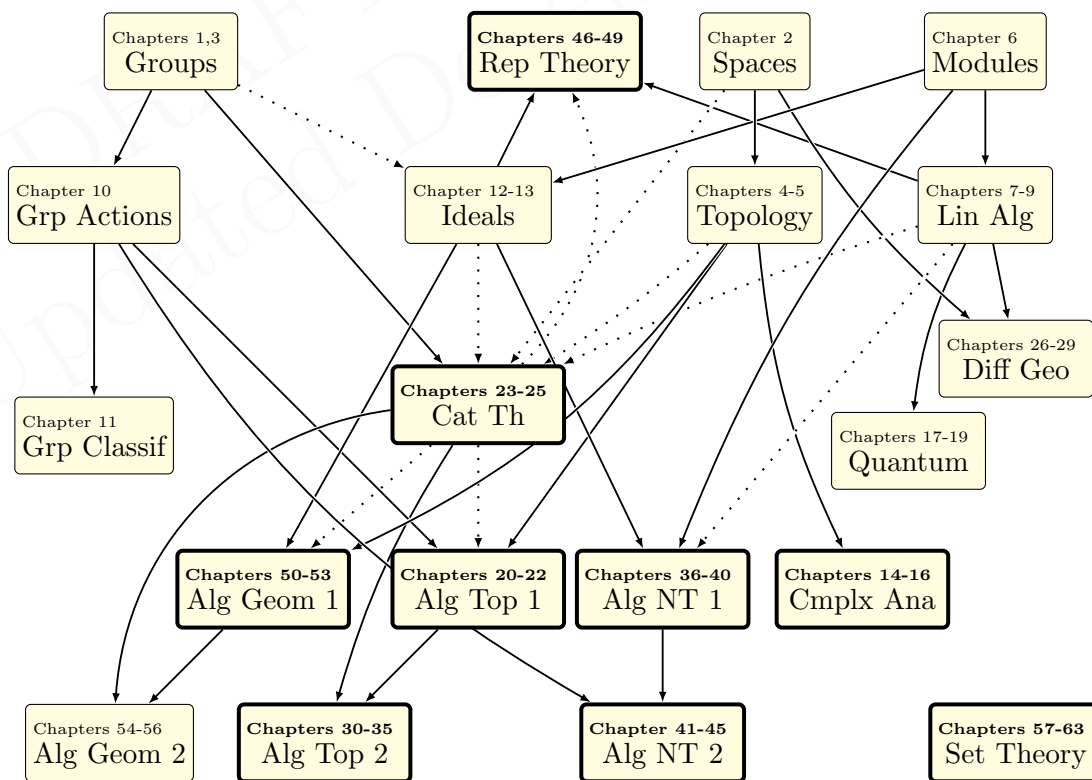 Chapters 1,3
Groups
Chapters 46-49
Rep Theory
Chapter 2
Spaces
Chapter 6
Modules
Chapter 10
Grp Actions
Chapter 12-13
Ideals
Chapters 4-5
Topology
Chapters 7-9
Lin Alg
Chapters 26-29
Diff Geo
Chapters 23-25
Cat Th
Chapter 11
Grp Classif
Chapters 17-19
Quantum
Chapters 50-53
Alg Geom 1
Chapters 20-22
Alg Top 1
Chapters 36-40
Alg NT 1
Chapters 14-16
Cmplx Ana
Chapters 54-56
Alg Geom 2
Chapters 30-35
Alg Top 2
Chapter 41-45
Alg NT 2
Chapters 57-63
Set Theory